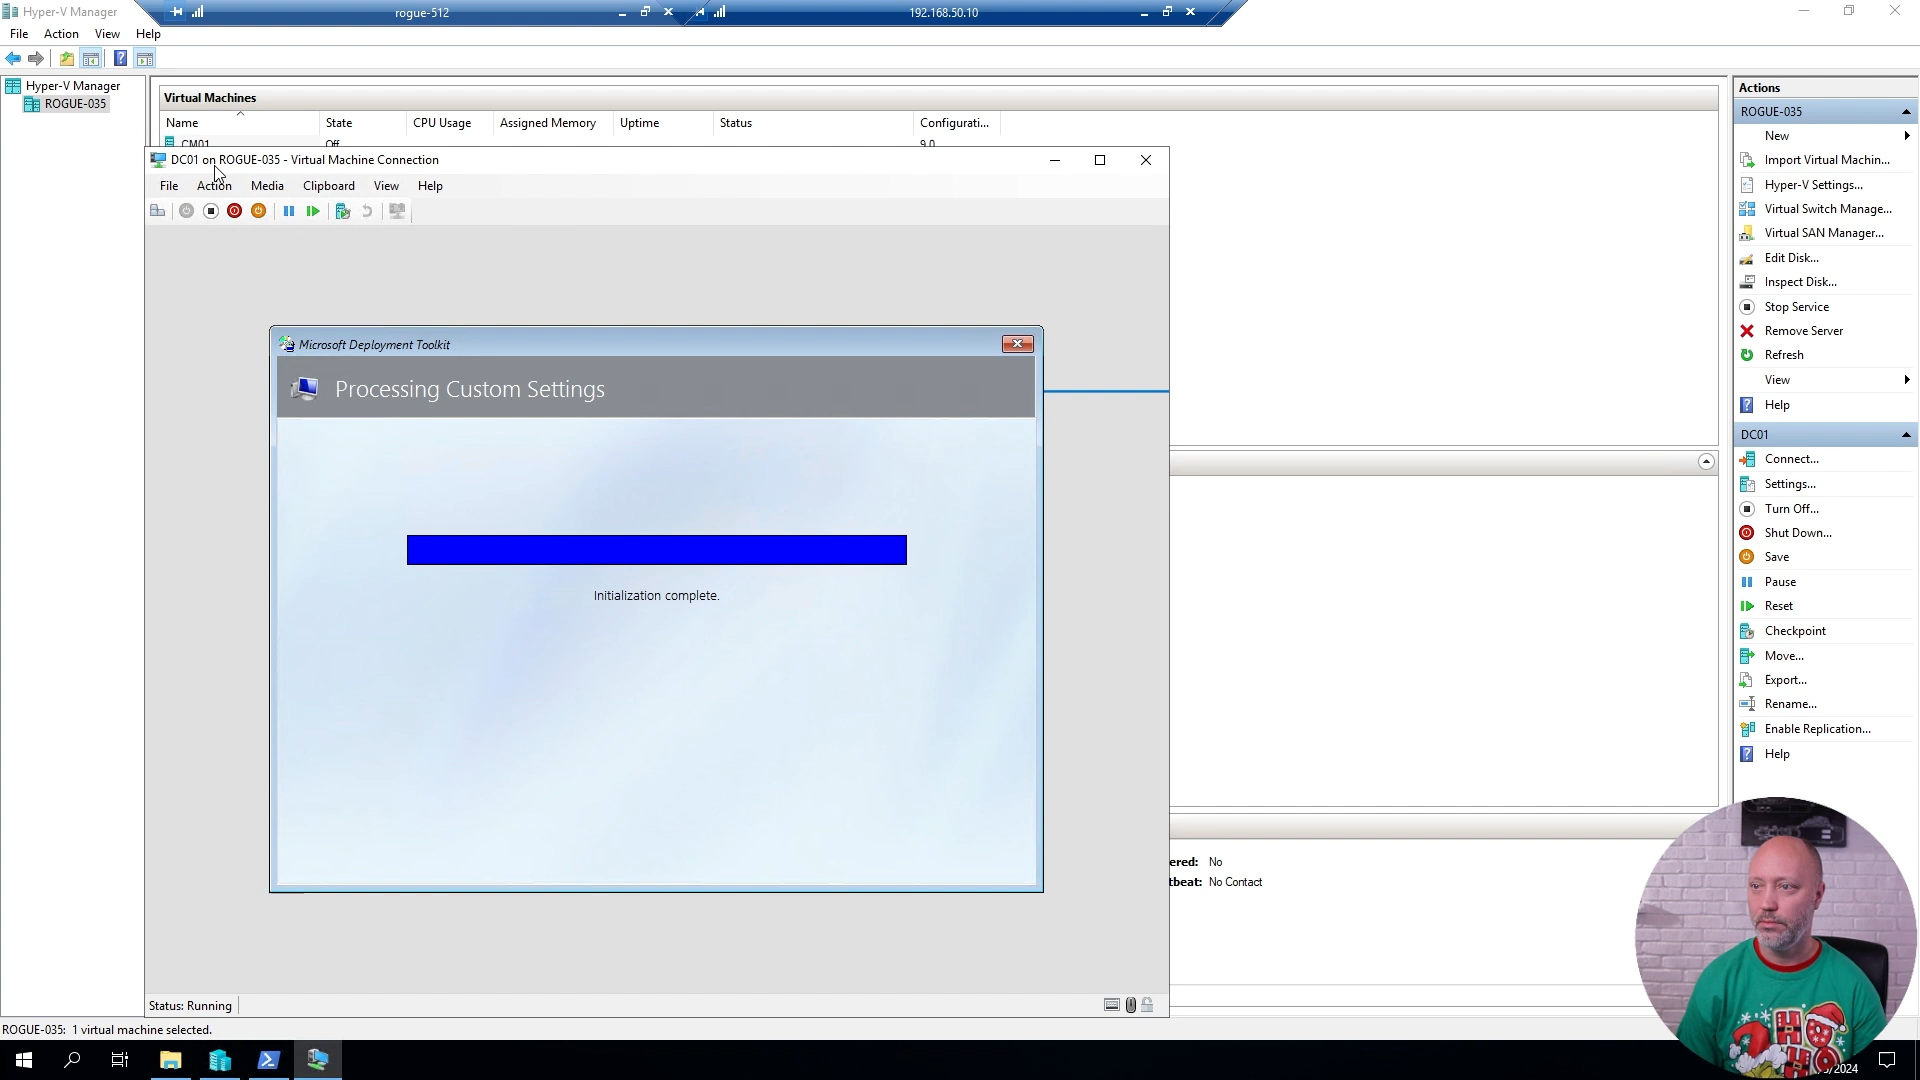 Hyper-V Manager
rogue-512
192.168.50.10
File Action View Help
Hyper-V Manager
ROGUE-035
Virtual Machines
Name State CPU Usage Assigned Memory Uptime Status Configurati...
CM01 Off 9.0
DC01 on ROGUE-035 - Virtual Machine Connection
File Action Media Clipboard View Help
Microsoft Deployment Toolkit
Processing Custom Settings
Initialization complete.
Status: Running
ered: No
tbeat: No Contact
Actions
ROGUE-035
New
Import Virtual Machin...
Hyper-V Settings...
Virtual Switch Manage...
Virtual SAN Manager...
Edit Disk...
Inspect Disk...
Stop Service
Remove Server
Refresh
View
Help
DC01
Connect...
Settings...
Turn Off...
Shut Down...
Save
Pause
Reset
Checkpoint
Move...
Export...
Rename...
Enable Replication...
Help
HO
HO
ROGUE-035: 1 virtual machine selected.
/2024